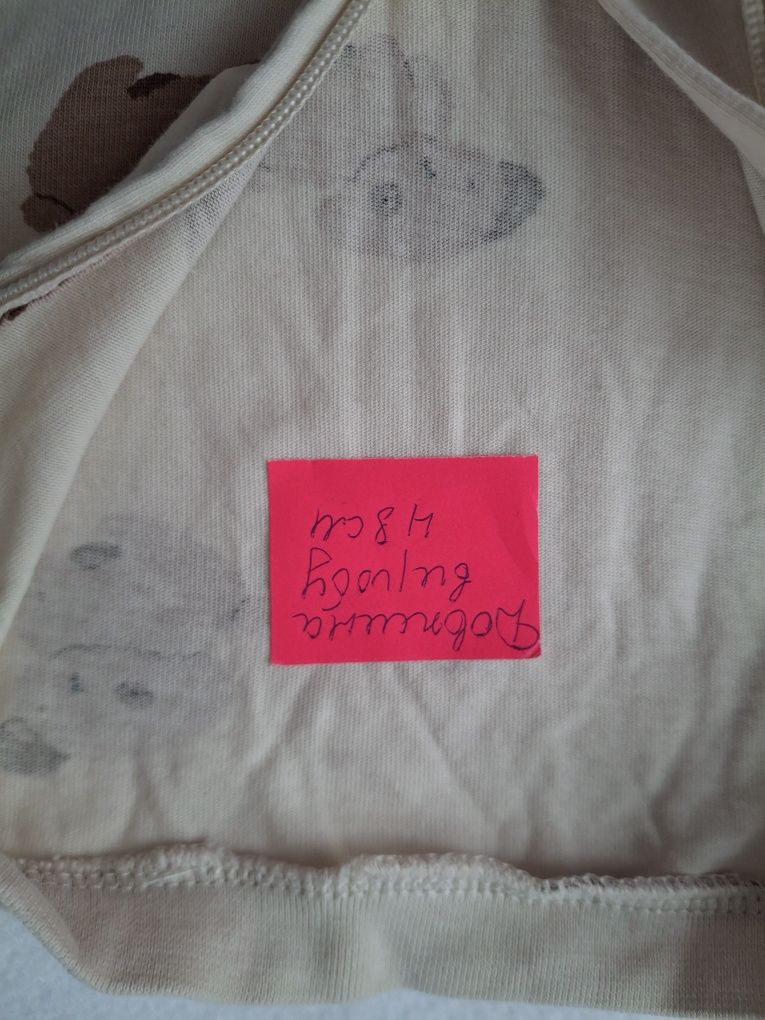 Довжина
виробу
48 см